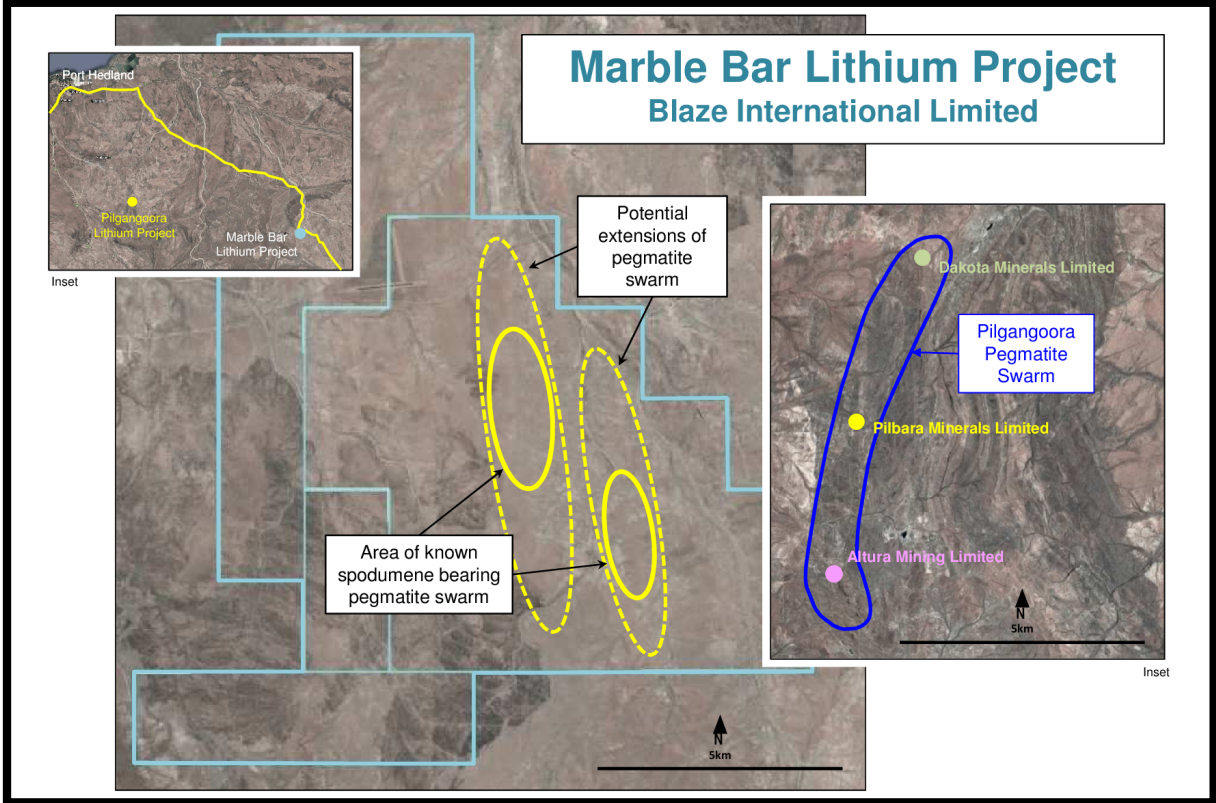 Marble Bar Lithium Project
Blaze International Limited
Port Hedland
Pilgangoora
Lithium Project
Marble Bar
Lithium Project
Inset
Potential
extensions of
pegmatite
swarm
Area of known
spodumene bearing
pegmatite swarm
N
5km
Dakota Minerals Limited
Pilgangoora
Pegmatite
Swarm
Pilbara Minerals Limited
Altura Mining Limited
N
5km
Inset